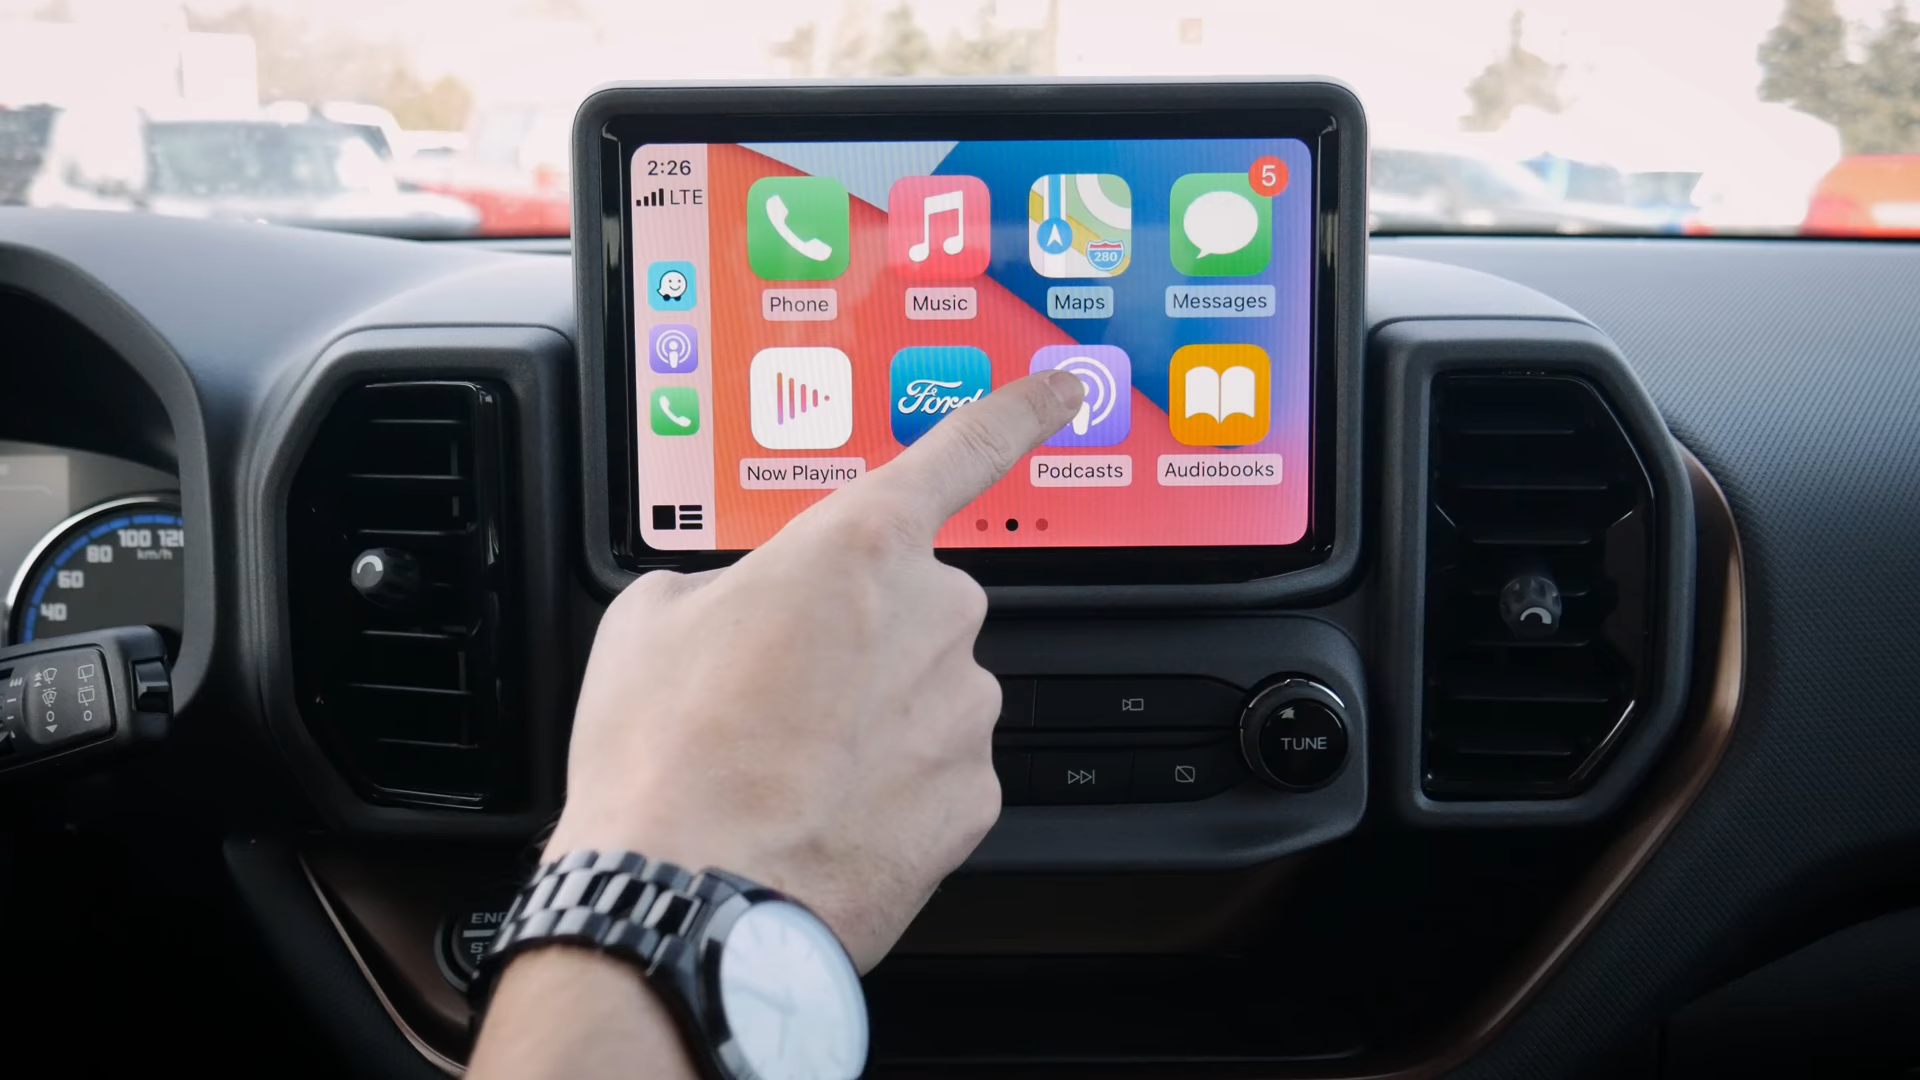 2:26
LTE
5
280
Phone
Music
Maps
Messages
Ford
Now Playing
Podcasts
Audiobooks
100 120
km/h
80
60
40
TUNE